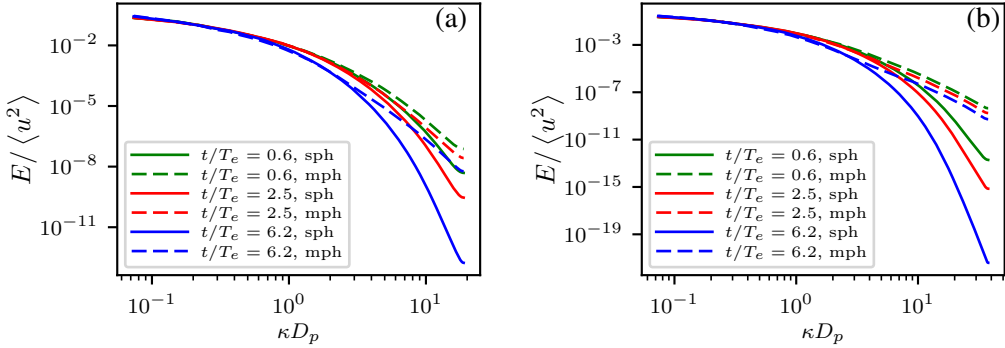 (a)
E/⟨u²⟩
10⁻²
10⁻⁵
10⁻⁸
10⁻¹¹
t/Tₑ = 0.6, sph
t/Tₑ = 0.6, mph
t/Tₑ = 2.5, sph
t/Tₑ = 2.5, mph
t/Tₑ = 6.2, sph
t/Tₑ = 6.2, mph
10⁻¹ 10⁰ 10¹
κD_p
(b)
E/⟨u²⟩
10⁻³
10⁻⁷
10⁻¹¹
10⁻¹⁵
10⁻¹⁹
t/Tₑ = 0.6, sph
t/Tₑ = 0.6, mph
t/Tₑ = 2.5, sph
t/Tₑ = 2.5, mph
t/Tₑ = 6.2, sph
t/Tₑ = 6.2, mph
10⁻¹ 10⁰ 10¹
κD_p